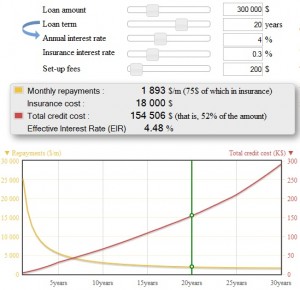 Loan amount 300 000 $
Loan term 20 years
Annual interest rate 4 %
Insurance interest rate 0.3 %
Set-up fees 200 $
Monthly repayments : 1 893 $/m (75$ of which in insurance)
Insurance cost : 18 000 $
Total credit cost : 154 506 $ (that is, 52% of the amount)
Effective Interest Rate (EIR) : 4.48 %
▼ Repayments ($/m) ▼ Total credit cost (K$)
30 000 300
25 000 250
20 000 200
15 000 150
10 000 100
5 000 50
0 0
5years 10years 15years 20years 25years 30years